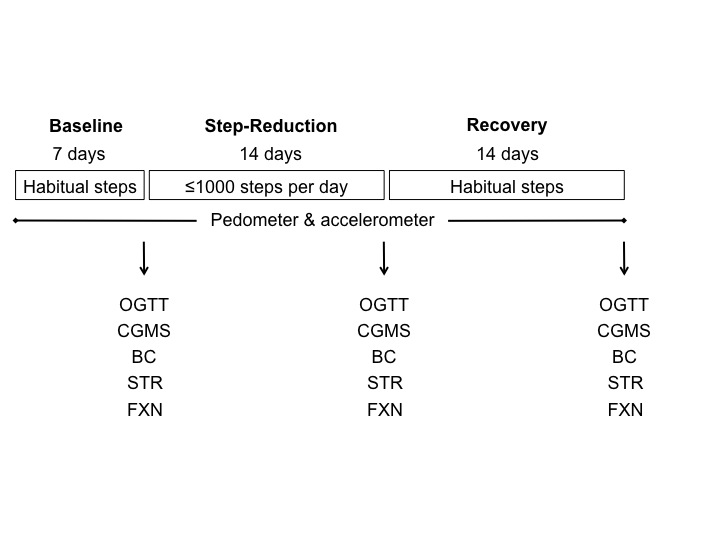 Baseline Step-Reduction Recovery
7 days 14 days 14 days
Habitual steps ≤1000 steps per day Habitual steps
Pedometer & accelerometer
OGTT OGTT OGTT
CGMS CGMS CGMS
BC BC BC
STR STR STR
FXN FXN FXN